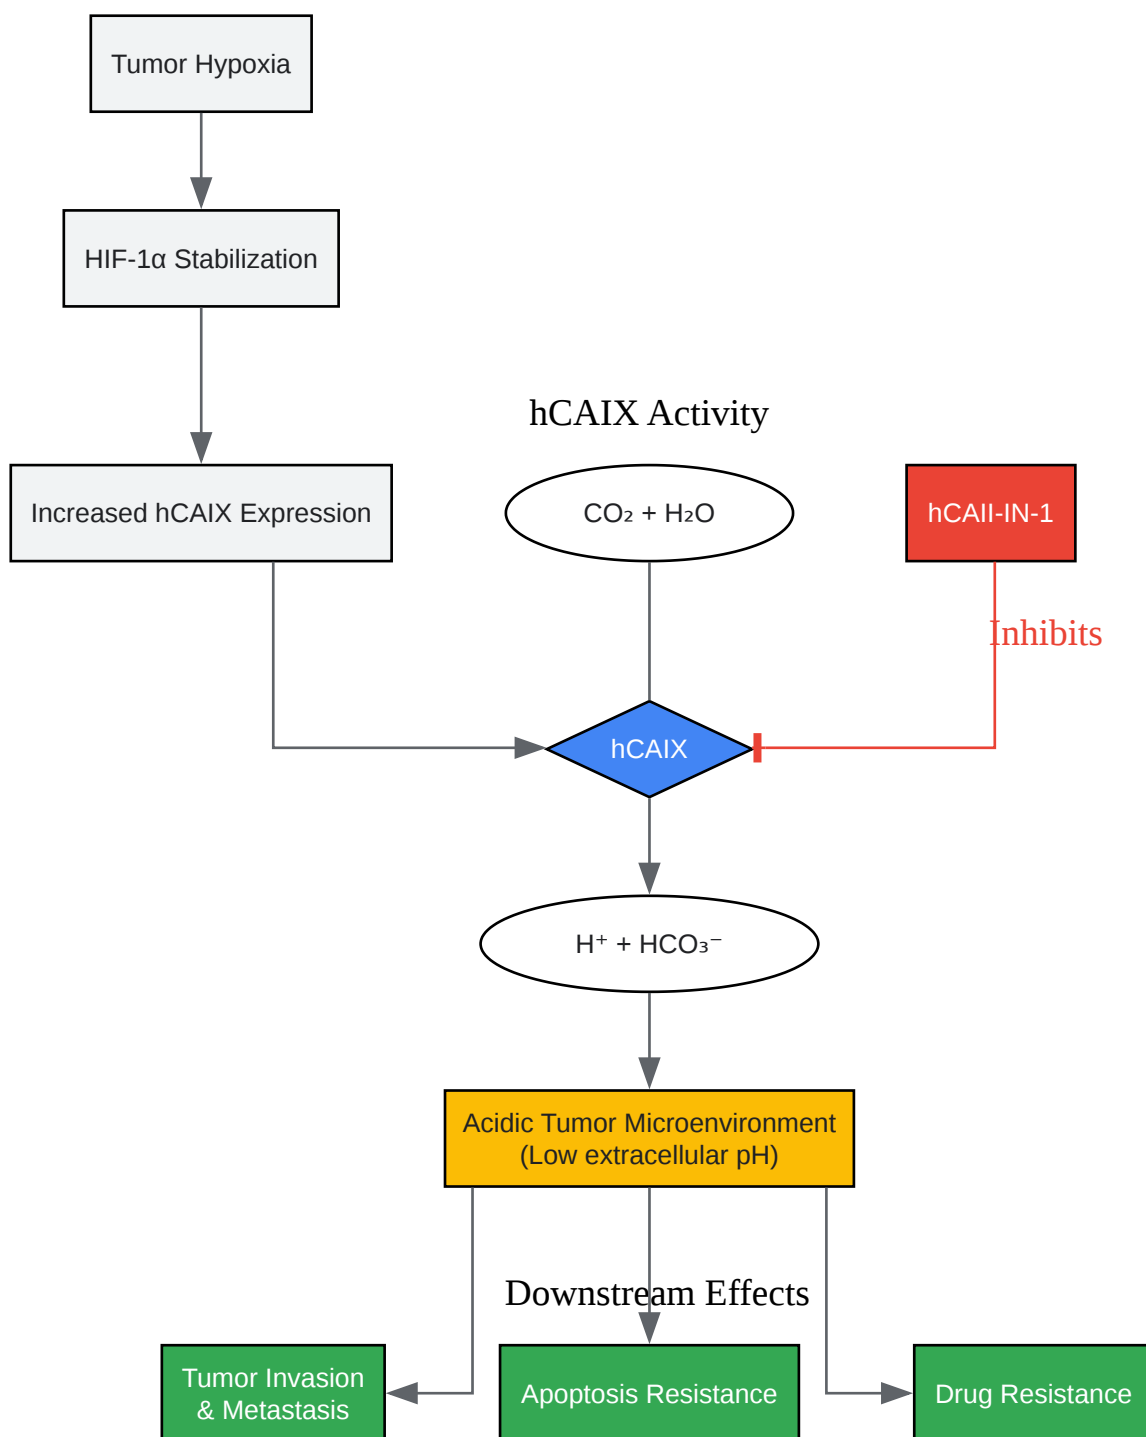 Tumor Hypoxia
HIF-1α Stabilization
hCAIX Activity
Increased hCAIX Expression
CO₂ + H₂O
hCAII-IN-1
Inhibits
hCAIX
H⁺ + HCO₃⁻
Acidic Tumor Microenvironment
(Low extracellular pH)
Downstream Effects
Tumor Invasion
& Metastasis
Apoptosis Resistance
Drug Resistance